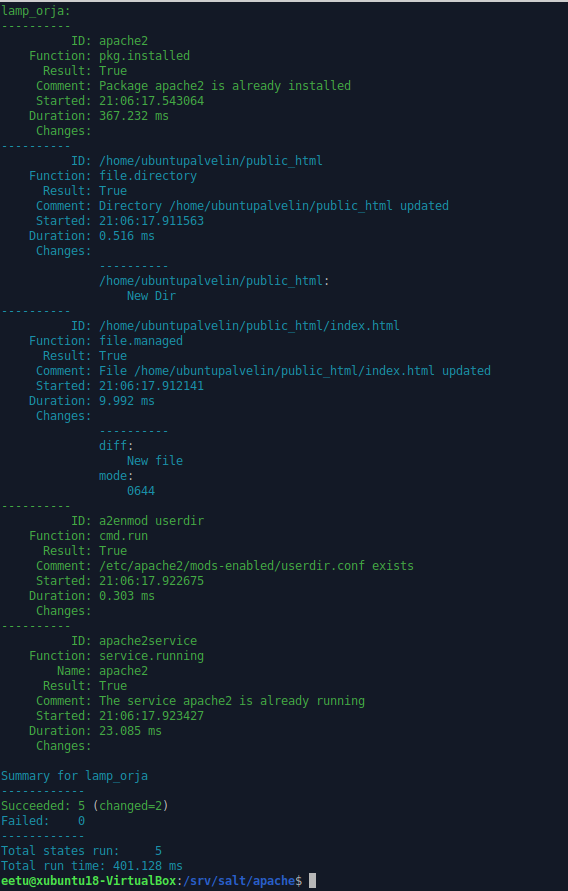 lamp_orja:
----------
          ID: apache2
    Function: pkg.installed
      Result: True
     Comment: Package apache2 is already installed
     Started: 21:06:17.543064
    Duration: 367.232 ms
     Changes:
----------
          ID: /home/ubuntupalvelin/public_html
    Function: file.directory
      Result: True
     Comment: Directory /home/ubuntupalvelin/public_html updated
     Started: 21:06:17.911563
    Duration: 0.516 ms
     Changes:
              ----------
              /home/ubuntupalvelin/public_html:
                  New Dir
----------
          ID: /home/ubuntupalvelin/public_html/index.html
    Function: file.managed
      Result: True
     Comment: File /home/ubuntupalvelin/public_html/index.html updated
     Started: 21:06:17.912141
    Duration: 9.992 ms
     Changes:
              ----------
              diff:
                  New file
              mode:
                  0644
----------
          ID: a2enmod userdir
    Function: cmd.run
      Result: True
     Comment: /etc/apache2/mods-enabled/userdir.conf exists
     Started: 21:06:17.922675
    Duration: 0.303 ms
     Changes:
----------
          ID: apache2service
    Function: service.running
        Name: apache2
      Result: True
     Comment: The service apache2 is already running
     Started: 21:06:17.923427
    Duration: 23.085 ms
     Changes:

Summary for lamp_orja
------------
Succeeded: 5 (changed=2)
Failed:    0
------------
Total states run:     5
Total run time: 401.128 ms
eetu@xubuntu18-VirtualBox:/srv/salt/apache$